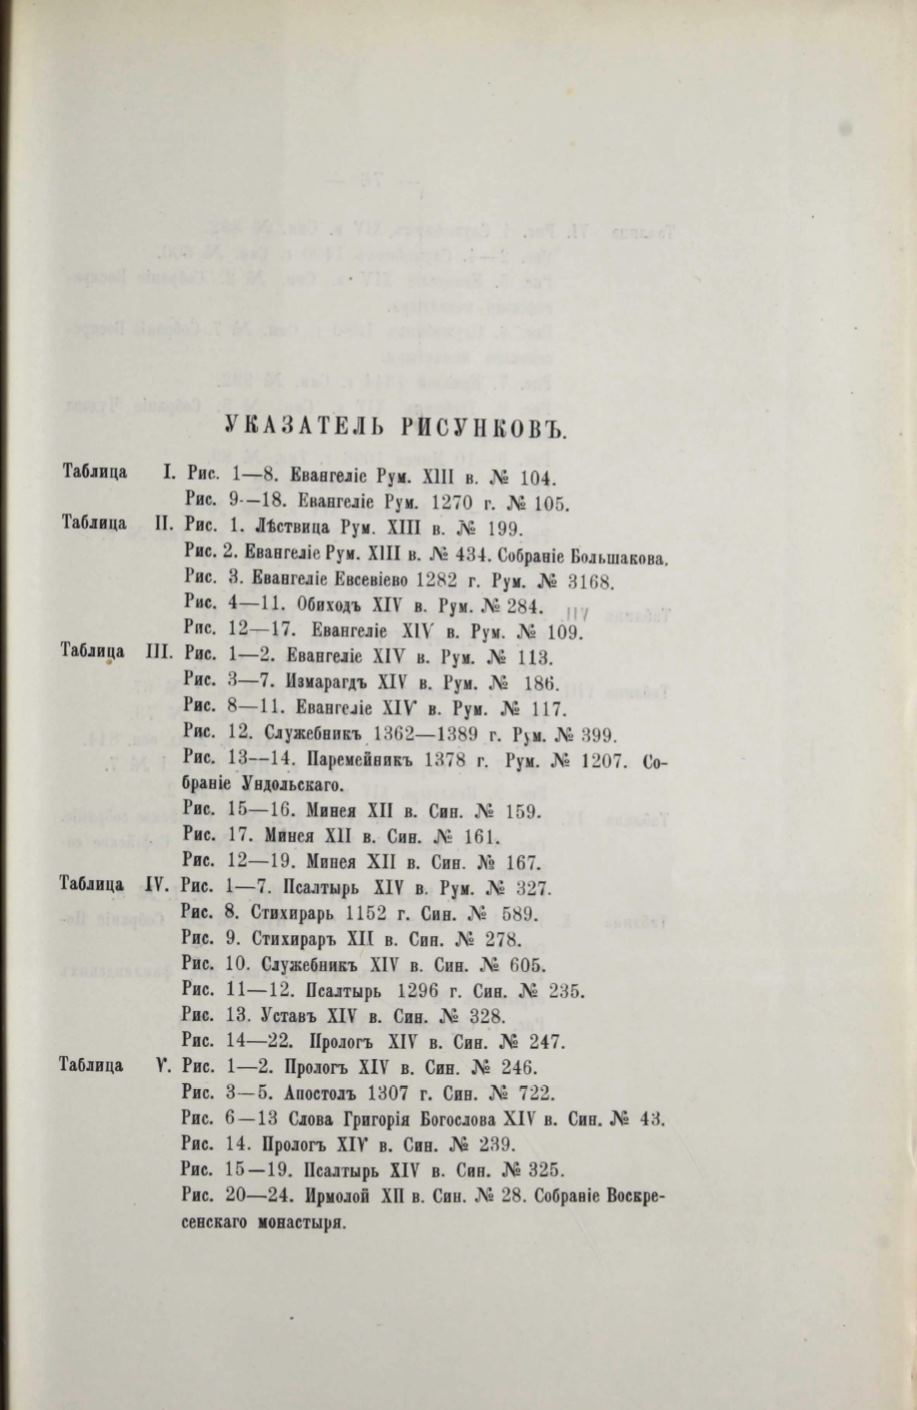 УКАЗАТЕЛЬ РИСУНКОВЪ.
Таблица I. Рис. 1—8. Евангеліе Рум. XIII в. № 104.
Рис. 9—18. Евангеліе Рум. 1270 г. № 105.
Таблица II. Рис. 1. Лѣствица Рум. XIII в. № 199.
Рис. 2. Евангеліе Рум. XIII в. № 434. Собраніе Большакова.
Рис. 3. Евангеліе Евсевіево 1282 г. Рум. № 3168.
Рис. 4—11. Обиходъ XIV в. Рум. № 284.
Рис. 12—17. Евангеліе XIV в. Рум. № 109.
Таблица III. Рис. 1—2. Евангеліе XIV в. Рум. № 113.
Рис. 3—7. Измарагдъ XIV в. Рум. № 186.
Рис. 8—11. Евангеліе XIV в. Рум. № 117.
Рис. 12. Служебникъ 1362—1389 г. Рум. № 399.
Рис. 13—14. Паремейникъ 1378 г. Рум. № 1207. Со-
браніе Ундольскаго.
Рис. 15—16. Минея XII в. Син. № 159.
Рис. 17. Минея XII в. Син. № 161.
Рис. 12—19. Минея XII в. Син. № 167.
Таблица IV. Рис. 1—7. Псалтырь XIV в. Рум. № 327.
Рис. 8. Стихирарь 1152 г. Син. № 589.
Рис. 9. Стихираръ XII в. Син. № 278.
Рис. 10. Служебникъ XIV в. Син. № 605.
Рис. 11—12. Псалтырь 1296 г. Син. № 235.
Рис. 13. Уставъ XIV в. Син. № 328.
Рис. 14—22. Прологъ XIV в. Син. № 247.
Таблица V. Рис. 1—2. Прологъ XIV в. Син. № 246.
Рис. 3—5. Апостолъ 1307 г. Син. № 722.
Рис. 6—13 Слова Григорія Богослова XIV в. Син. № 43.
Рис. 14. Прологъ XIV в. Син. № 239.
Рис. 15—19. Псалтырь XIV в. Син. № 325.
Рис. 20—24. Ирмолой XII в. Син. № 28. Собраніе Воскре-
сенскаго монастыря.